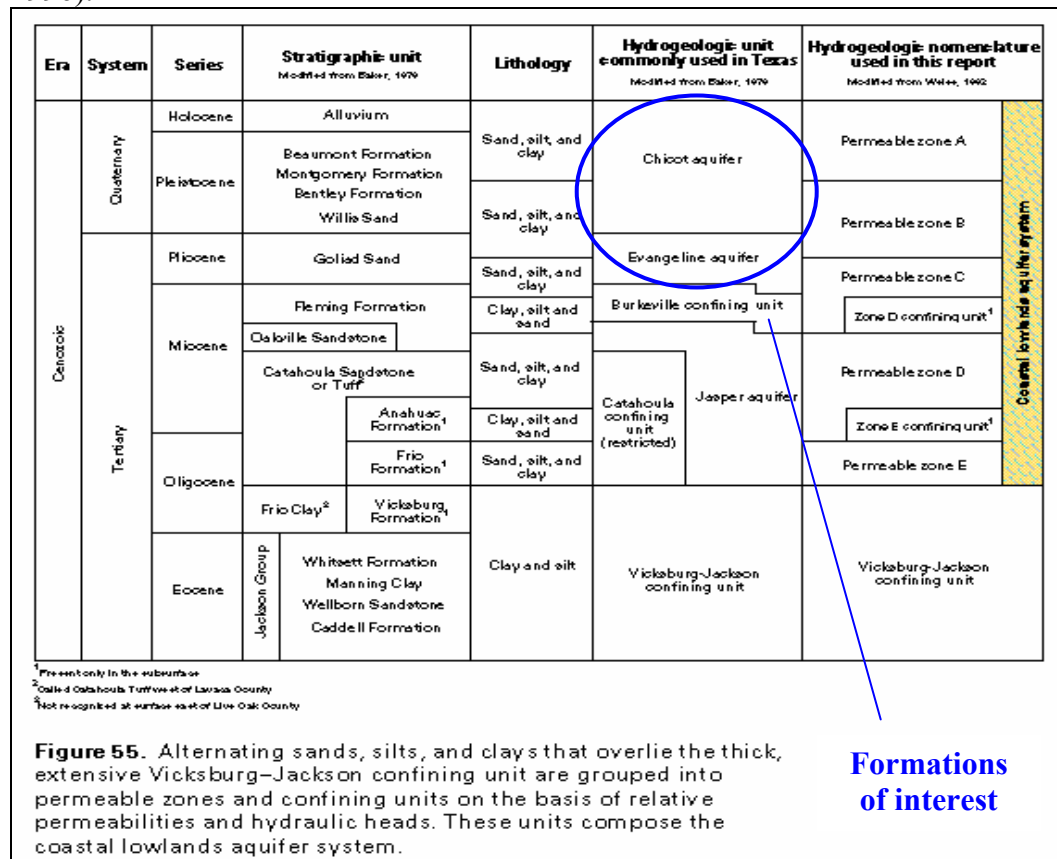 Era
System
Series
Stratigraphic unit
Modified from Baker, 1979
Lithology
Hydrogeologic unit
commonly used in Texas
Modified from Baker, 1979
Hydrogeologic nomenclature
used in this report
Modified from Weiss, 1992
Cenozoic
Quaternary
Tertiary
Holocene
Pleistocene
Pliocene
Miocene
Oligocene
Eocene
Alluvium
Beaumont Formation
Montgomery Formation
Bentley Formation
Willis Sand
Goliad Sand
Fleming Formation
Oakville Sandstone
Catahoula Sandstone
or Tuff²
Anahuac
Formation¹
Frio
Formation¹
Frio Clay³
Vicksburg
Formation¹
Jackson Group
Whitsett Formation
Manning Clay
Wellborn Sandstone
Caddell Formation
Sand, silt, and
clay
Sand, silt, and
clay
Sand, silt, and
clay
Clay, silt and
sand
Sand, silt, and
clay
Clay, silt and
sand
Sand, silt, and
clay
Clay and silt
Chicot aquifer
Evangeline aquifer
Burkeville confining unit
Catahoula
confining
unit
(restricted)
Jasper aquifer
Vicksburg-Jackson
confining unit
Permeable zone A
Permeable zone B
Permeable zone C
Zone D confining unit¹
Permeable zone D
Zone E confining unit¹
Permeable zone E
Vicksburg-Jackson
confining unit
Coastal lowlands aquifer system
¹Present only in the subsurface
²Called Catahoula Tuff west of Lavaca County
³Not recognized at surface east of Live Oak County
Figure 55. Alternating sands, silts, and clays that overlie the thick,
extensive Vicksburg–Jackson confining unit are grouped into
permeable zones and confining units on the basis of relative
permeabilities and hydraulic heads. These units compose the
coastal lowlands aquifer system.
Formations
of interest